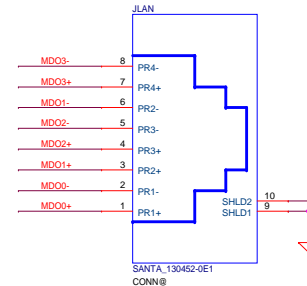 JLAN
MDO3- 8 PR4-
MDO3+ 7 PR4+
MDO1- 6 PR2-
MDO2- 5 PR3-
MDO2+ 4 PR3+
MDO1+ 3 PR2+
MDO0- 2 PR1-
MDO0+ 1 PR1+
SHLD2 10
SHLD1 9
SANTA_130452-0E1
CONN@